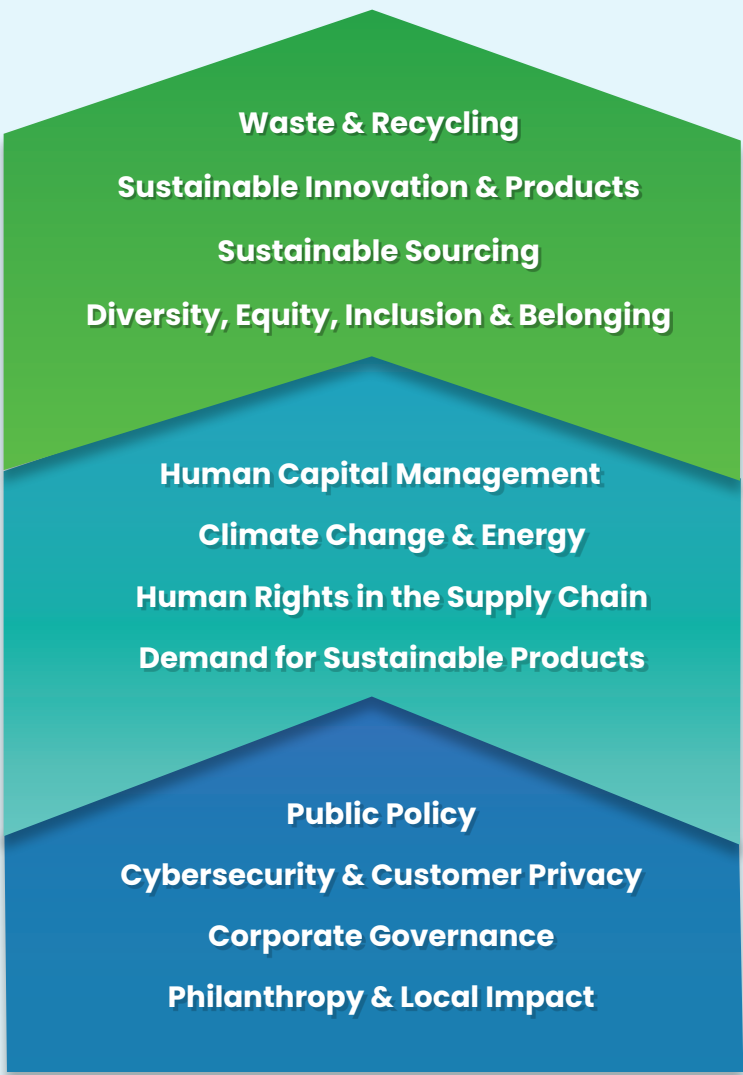 Waste & Recycling
Sustainable Innovation & Products
Sustainable Sourcing
Diversity, Equity, Inclusion & Belonging
Human Capital Management
Climate Change & Energy
Human Rights in the Supply Chain
Demand for Sustainable Products
Public Policy
Cybersecurity & Customer Privacy
Corporate Governance
Philanthropy & Local Impact